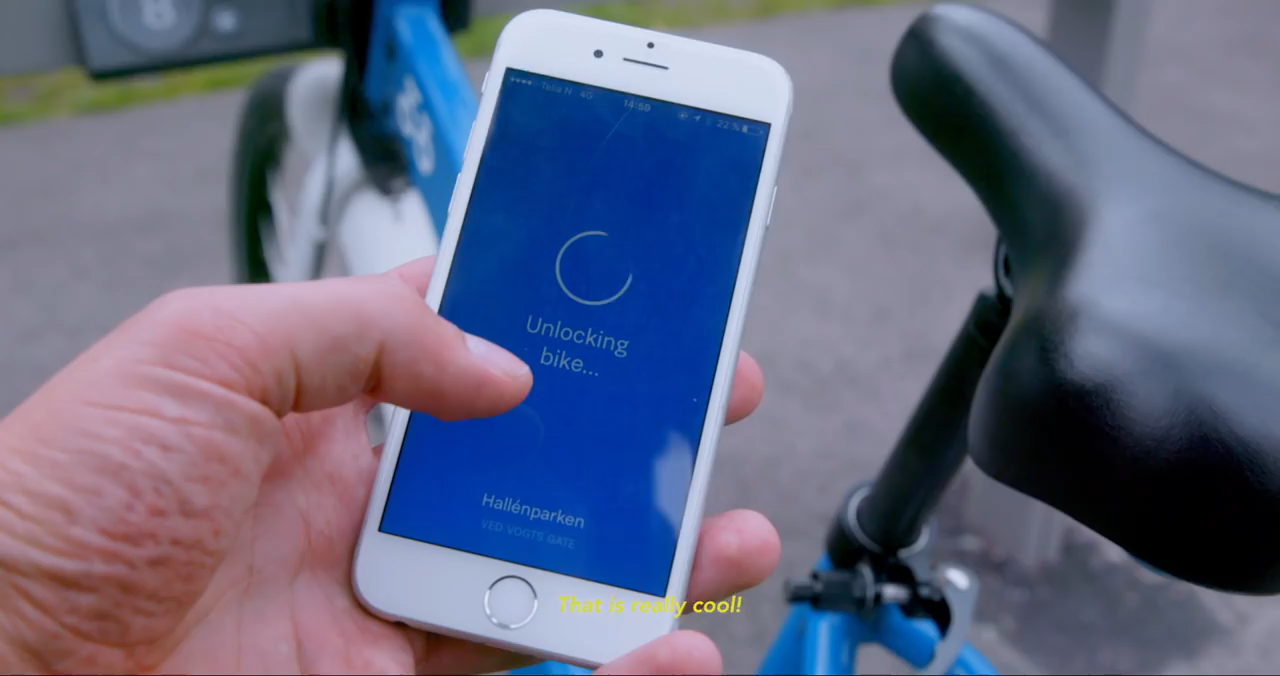 Telia N 4G 14:59 22 %
Unlocking
bike...
Hallénparken
VED VOGTS GATE
That is really cool!